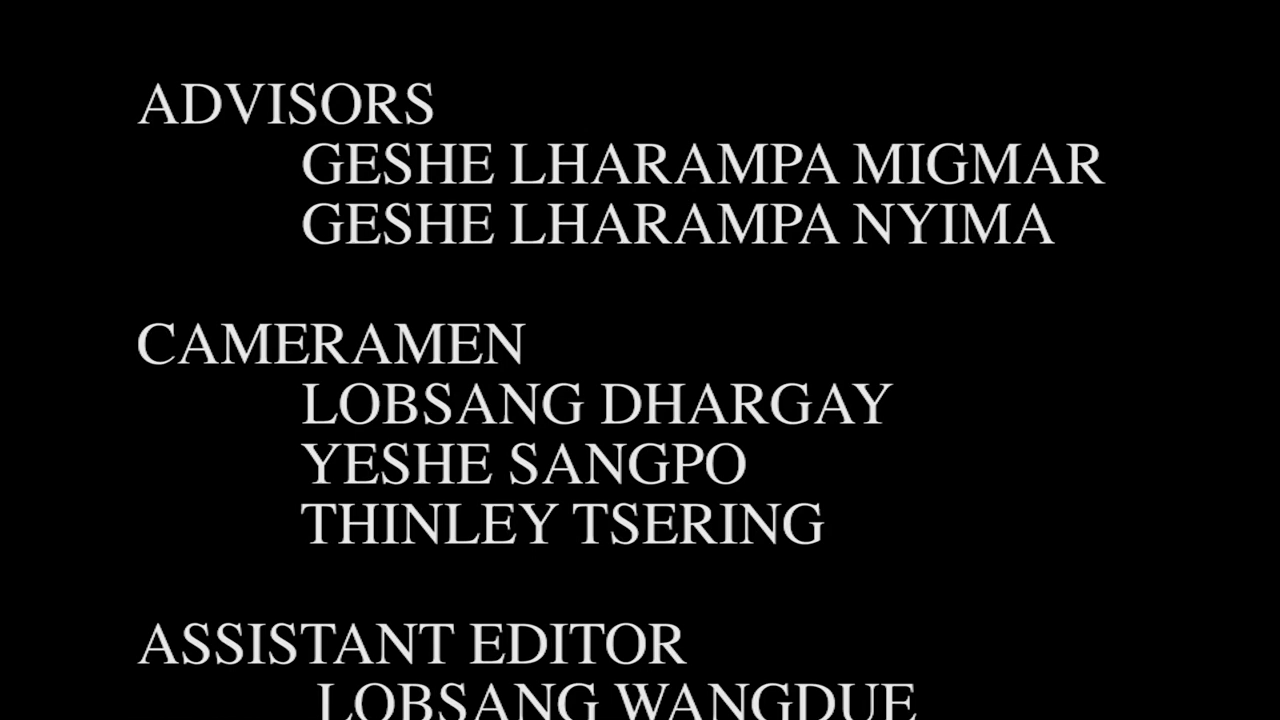 ADVISORS
GESHE LHARAMPA MIGMAR
GESHE LHARAMPA NYIMA
CAMERAMEN
LOBSANG DHARGAY
YESHE SANGPO
THINLEY TSERING
ASSISTANT EDITOR
LOBSANG WANGDUE